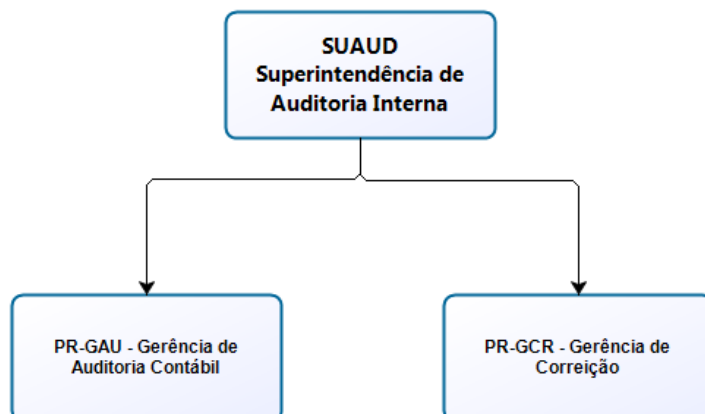 SUAUD
Superintendência de
Auditoria Interna
PR-GAU - Gerência de
Auditoria Contábil
PR-GCR - Gerência de
Correição